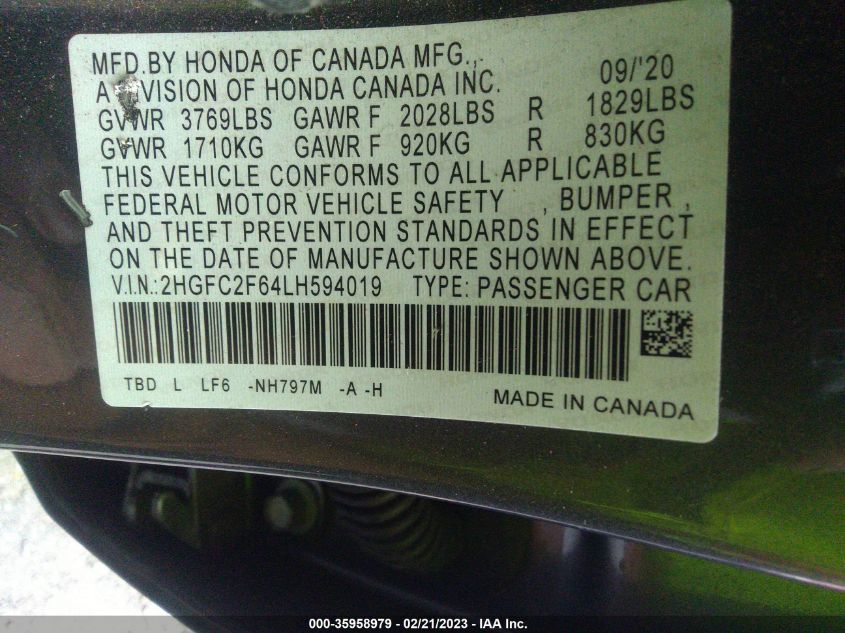 MFD.BY HONDA OF CANADA MFG., 09/'20
A DIVISION OF HONDA CANADA INC.
GVWR 3769LBS GAWR F 2028LBS R 1829LBS
GVWR 1710KG GAWR F 920KG R 830KG
THIS VEHICLE CONFORMS TO ALL APPLICABLE
FEDERAL MOTOR VEHICLE SAFETY , BUMPER ,
AND THEFT PREVENTION STANDARDS IN EFFECT
ON THE DATE OF MANUFACTURE SHOWN ABOVE.
V.I.N.:2HGFC2F64LH594019 TYPE: PASSENGER CAR
TBD L LF6 -NH797M -A -H
MADE IN CANADA
000-35958979 - 02/21/2023 - IAA Inc.